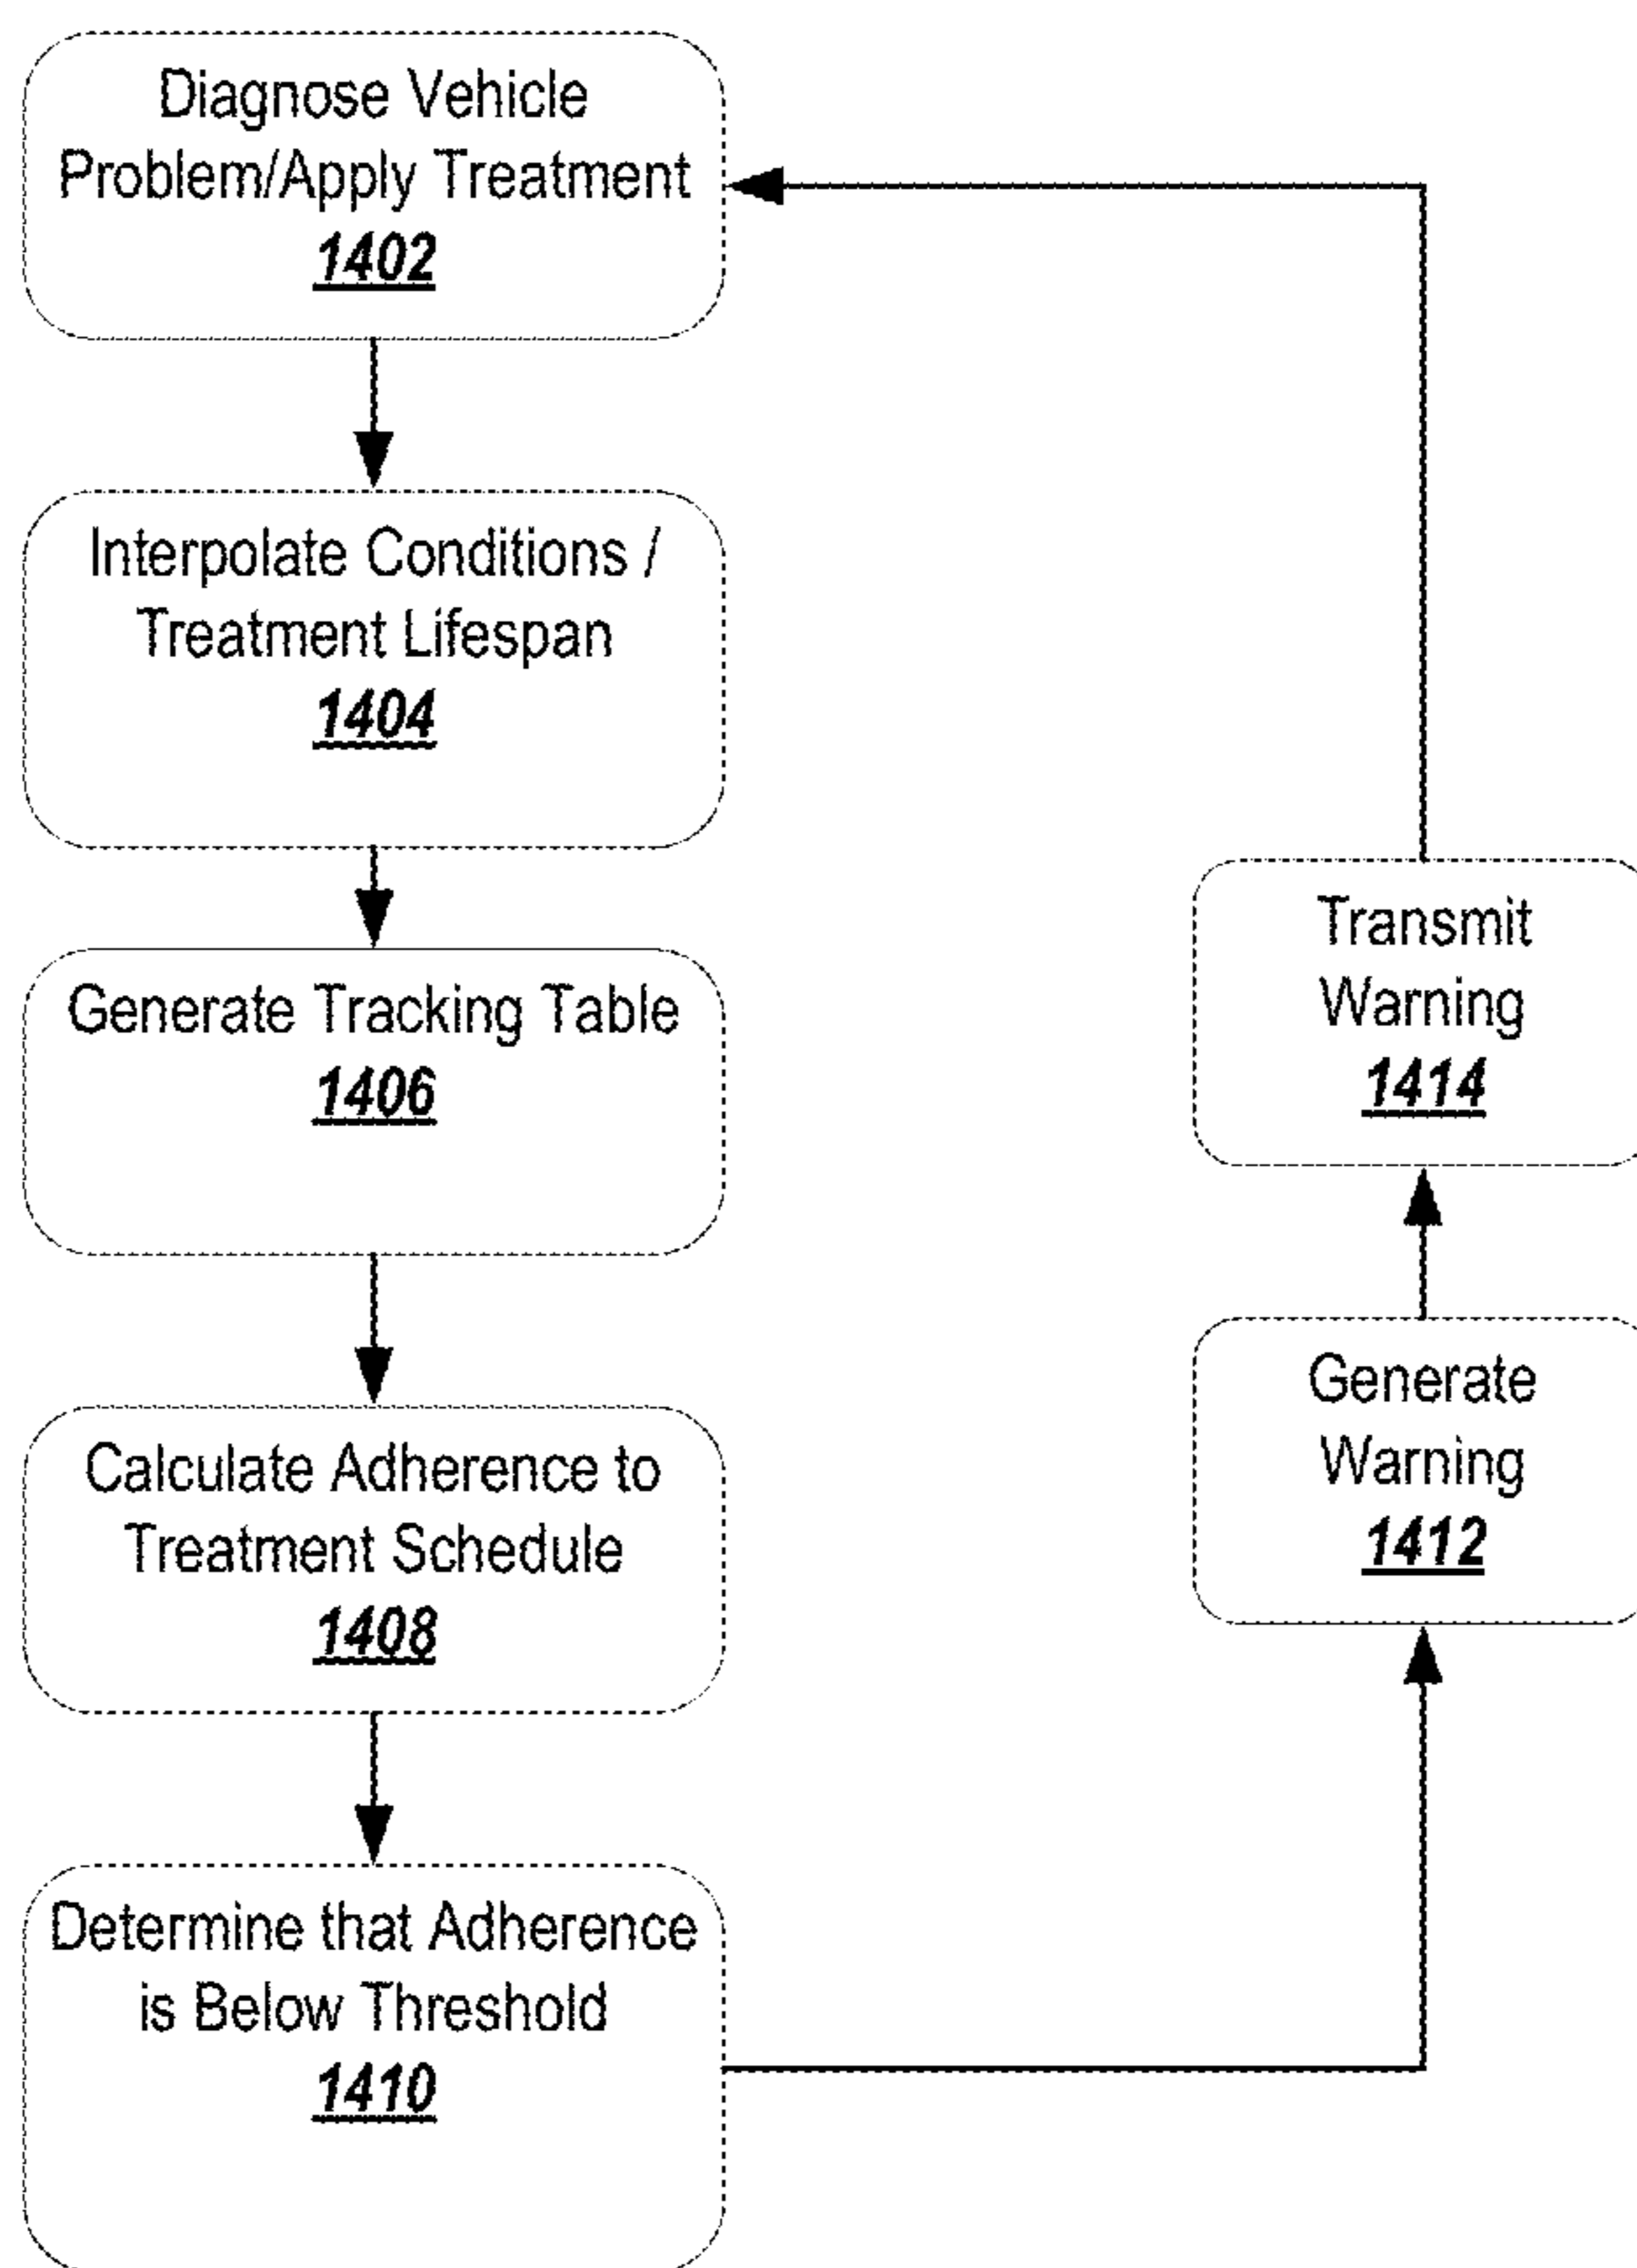 Diagnose Vehicle
Problem/Apply Treatment
1402
Interpolate Conditions /
Treatment Lifespan
1404
Generate Tracking Table
1406
Calculate Adherence to
Treatment Schedule
1408
Determine that Adherence
is Below Threshold
1410
Transmit
Warning
1414
Generate
Warning
1412